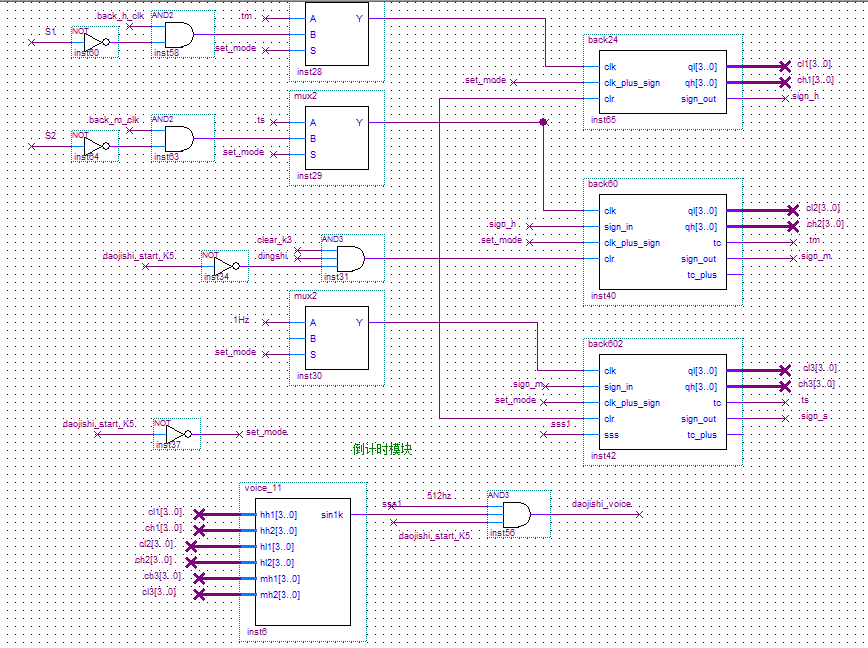 back_h_clk
AND2
S1
NOT
inst60
inst58
tm
set_mode
A
B
S
Y
inst28
back24
clk
clk_plus_sign
clr
ql[3..0]
qh[3..0]
sign_out
inst65
set_mode
cl1[3..0]
ch1[3..0]
sign_h
back_m_clk
AND2
S2
NOT
inst64
inst63
mux2
ts
set_mode
A
B
S
Y
inst29
back60
clk
sign_in
clk_plus_sign
clr
ql[3..0]
qh[3..0]
tc
sign_out
tc_plus
inst40
sign_h
set_mode
cl2[3..0]
ch2[3..0]
tm
sign_m
daojishi_start_K5
NOT
inst34
clear_k3
dingshi
AND3
inst31
mux2
1Hz
set_mode
A
B
S
Y
inst30
back602
clk
sign_in
clk_plus_sign
clr
sss
ql[3..0]
qh[3..0]
tc
sign_out
tc_plus
inst42
sign_m
set_mode
sss1
cl3[3..0]
ch3[3..0]
ts
sign_s
daojishi_start_K5
NOT
inst37
set_mode
倒计时模块
voice_11
cl1[3..0]
ch1[3..0]
cl2[3..0]
ch2[3..0]
ch3[3..0]
cl3[3..0]
hh1[3..0]
hh2[3..0]
hl1[3..0]
hl2[3..0]
mh1[3..0]
mh2[3..0]
sin1k
inst6
sss1
512hz
daojishi_start_K5
AND3
inst56
daojishi_voice